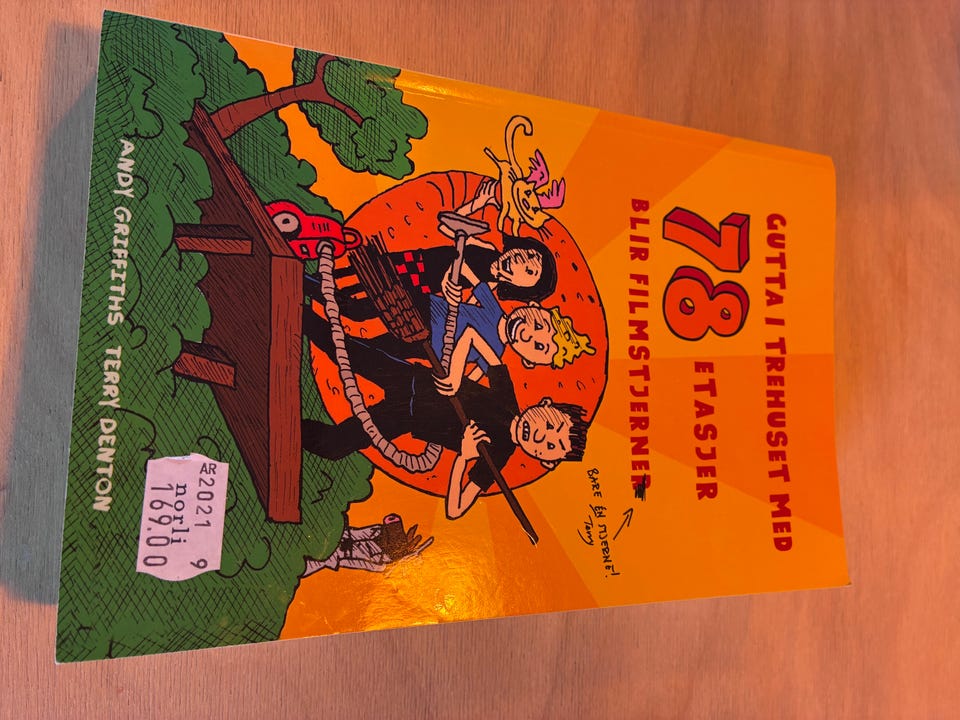 GUTTA I TREHUSET MED
78 ETASJER
BLIR FILMSTJERNER
BARE ÉN STJERNE!
Terry
ANDY GRIFFITHS TERRY DENTON
AR2021 9
norli
169.00